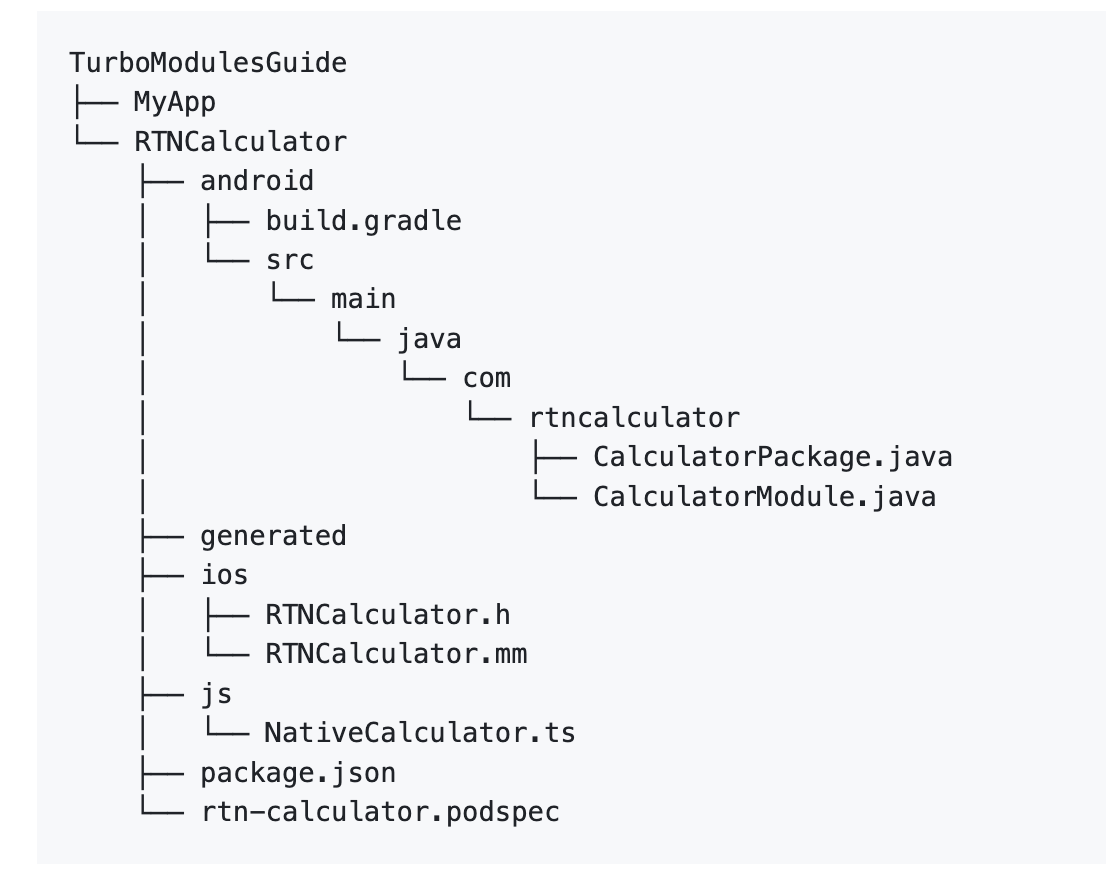 TurboModulesGuide
├── MyApp
└── RTNCalculator
    ├── android
    │   ├── build.gradle
    │   └── src
    │       └── main
    │           └── java
    │               └── com
    │                   └── rtncalculator
    │                       ├── CalculatorPackage.java
    │                       └── CalculatorModule.java
    ├── generated
    ├── ios
    │   ├── RTNCalculator.h
    │   └── RTNCalculator.mm
    ├── js
    │   └── NativeCalculator.ts
    ├── package.json
    └── rtn-calculator.podspec